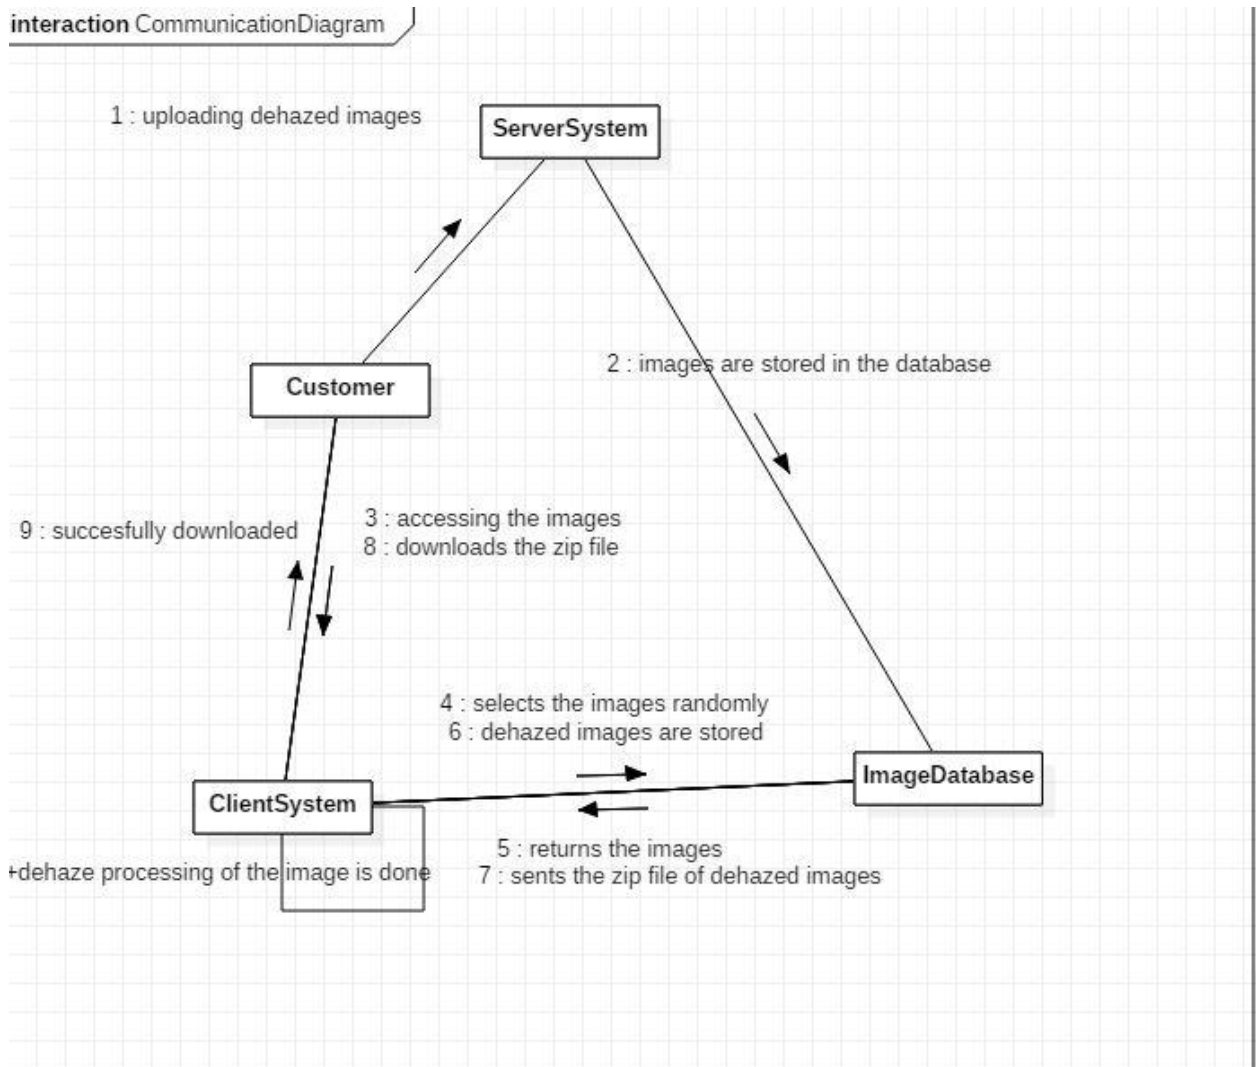 interaction CommunicationDiagram
1 : uploading dehazed images
ServerSystem
2 : images are stored in the database
Customer
9 : succesfully downloaded
3 : accessing the images
8 : downloads the zip file
4 : selects the images randomly
6 : dehazed images are stored
ImageDatabase
ClientSystem
5 : returns the images
7 : sents the zip file of dehazed images
+dehaze processing of the image is done